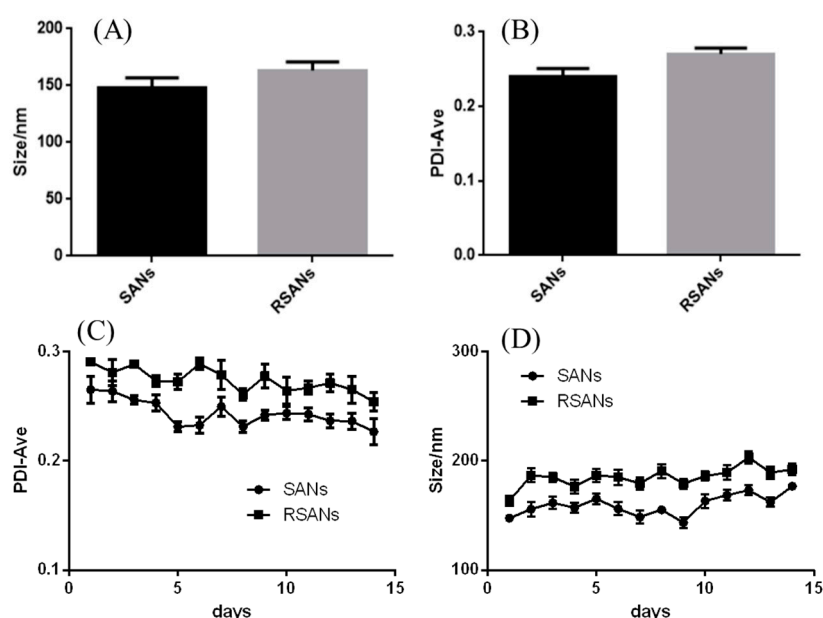 (A)
200
150
100
50
0
Size/nm
SANs
RSANs
(B)
0.3
0.2
0.1
0.0
PDI-Ave
SANs
RSANs
(C)
0.3
0.2
0.1
PDI-Ave
SANs
RSANs
0 5 10 15
days
(D)
300
200
100
Size/nm
SANs
RSANs
0 5 10 15
days